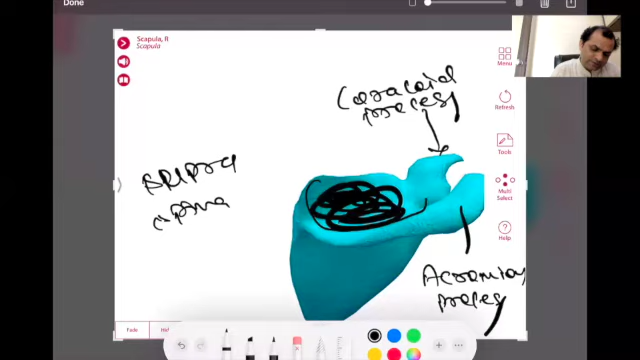 Done
Scapula, R
Scapula
Menu
Refresh
Tools
Multi
Select
Help
Coracoid
process
Acromion
process
Fade